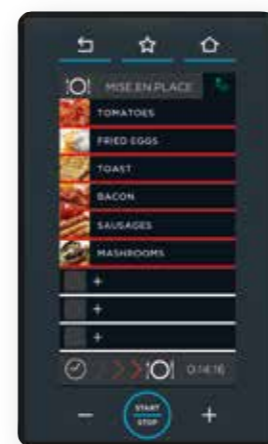 MISE EN PLACE
TOMATOES
FRIED EGGS
TOAST
BACON
SAUSAGES
MASHROOMS
+
+
+
0:14:16
− START STOP +